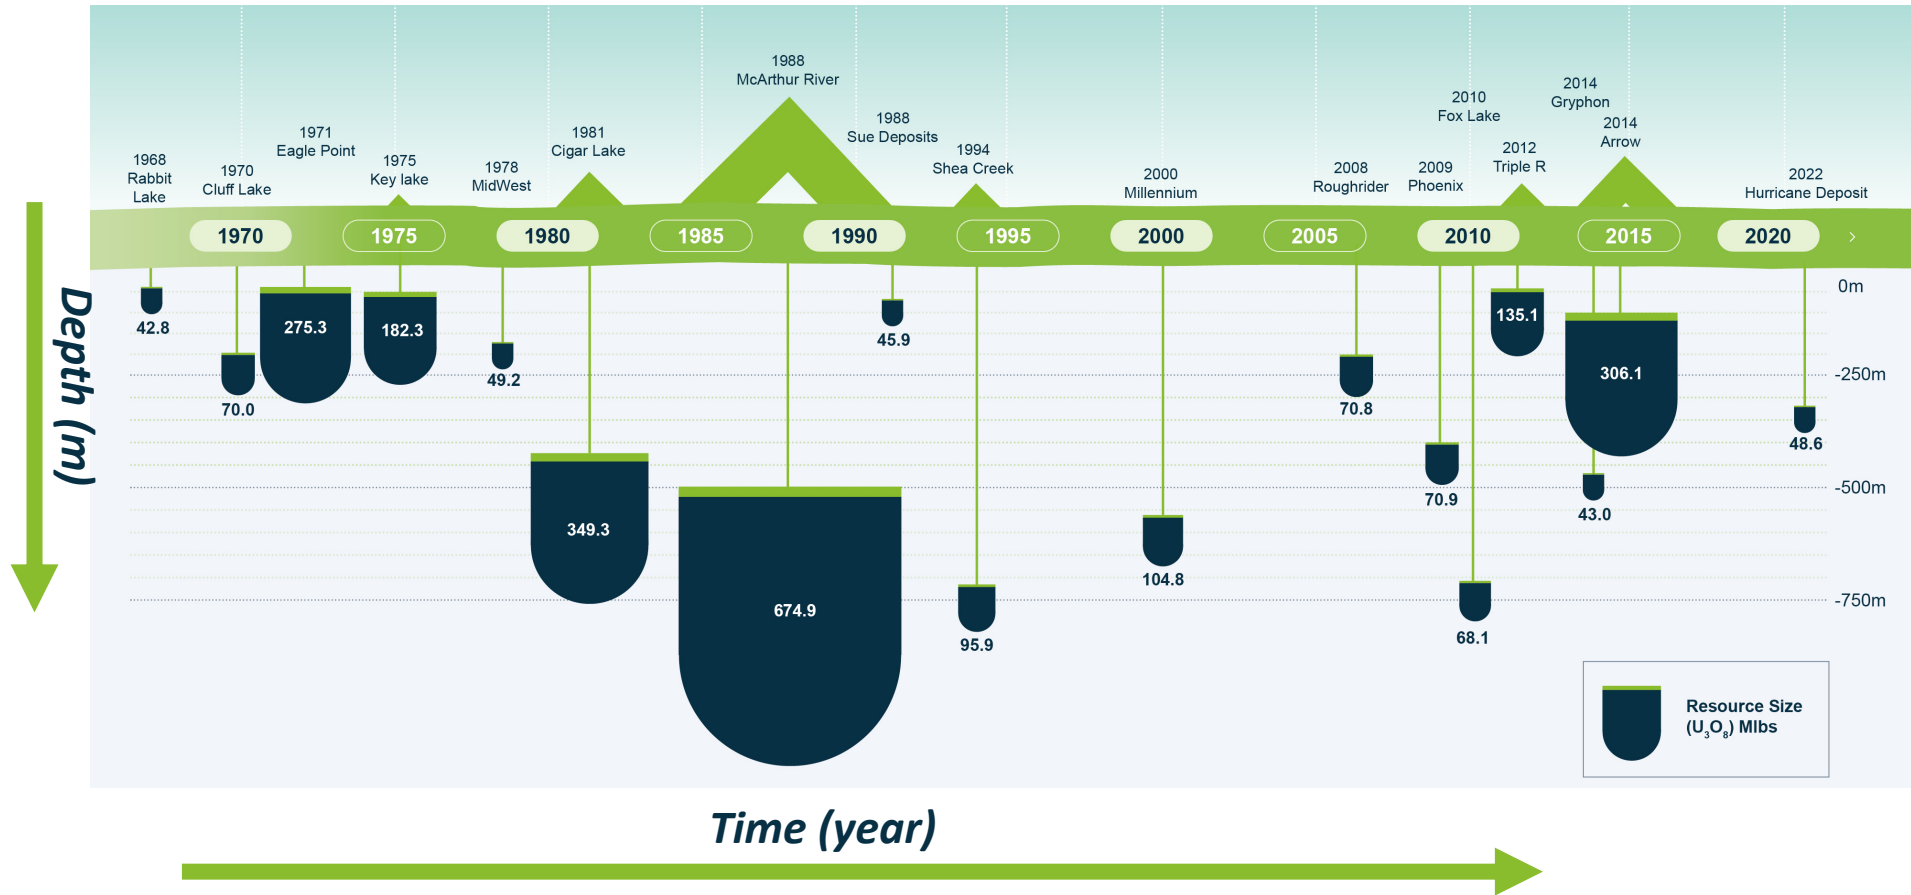 1988
McArthur River
2014
Gryphon
2010
Fox Lake
1988
Sue Deposits
2014
Arrow
1971
Eagle Point
1981
Cigar Lake
1968
Rabbit
Lake
1970
Cluff Lake
1975
Key lake
1978
MidWest
1994
Shea Creek
2000
Millennium
2008
Roughrider
2009
Phoenix
2012
Triple R
2022
Hurricane Deposit
1970
1975
1980
1985
1990
1995
2000
2005
2010
2015
2020
>
Depth (m)
0m
-250m
-500m
-750m
42.8
70.0
275.3
182.3
49.2
349.3
674.9
45.9
95.9
104.8
70.8
70.9
68.1
135.1
306.1
43.0
48.6
Resource Size
(U₃O₈) Mlbs
Time (year)